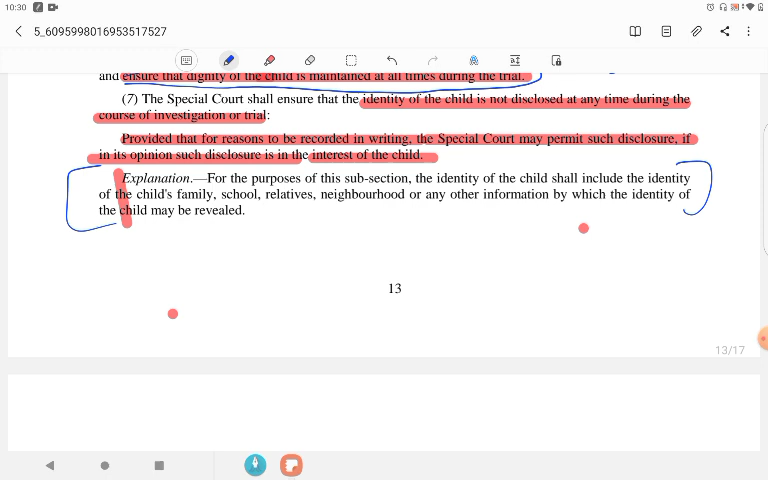 10:30
5_6095998016953517527
and ensure that dignity of the child is maintained at all times during the trial.
(7) The Special Court shall ensure that the identity of the child is not disclosed at any time during the
course of investigation or trial:
Provided that for reasons to be recorded in writing, the Special Court may permit such disclosure, if
in its opinion such disclosure is in the interest of the child.
Explanation.—For the purposes of this sub-section, the identity of the child shall include the identity
of the child's family, school, relatives, neighbourhood or any other information by which the identity of
the child may be revealed.
13
13/17